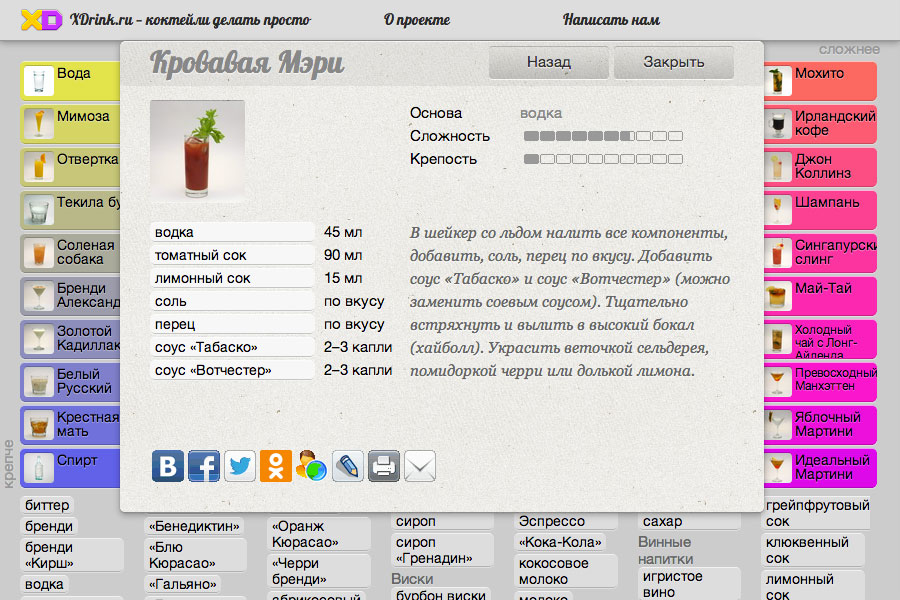 XD XDrink.ru – коктейли делать просто О проекте Написать нам
сложнее
Кровавая Мэри Назад Закрыть
Вода
Мимоза
Отвертка
Текила бу
Соленая
собака
Бренди
Александ
Золотой
Кадиллак
Белый
Русский
Крестная
мать
Спирт
крепче
Основа водка
Сложность
Крепость
водка 45 мл
томатный сок 90 мл
лимонный сок 15 мл
соль по вкусу
перец по вкусу
соус «Табаско» 2–3 капли
соус «Вотчестер» 2–3 капли
В шейкер со льдом налить все компоненты,
добавить, соль, перец по вкусу. Добавить
соус «Табаско» и соус «Вотчестер» (можно
заменить соевым соусом). Тщательно
встряхнуть и вылить в высокий бокал
(хайболл). Украсить веточкой сельдерея,
помидоркой черри или долькой лимона.
B f
Мохито
Ирландский
кофе
Джон
Коллинз
Шампань
Сингапурски
слинг
Май-Тай
Холодный
чай с Лонг-
Айленда
Превосходный
Манхэттен
Яблочный
Мартини
Идеальный
Мартини
биттер
бренди
бренди
«Кирш»
водка
«Бенедиктин»
«Блю
Кюрасао»
«Гальяно»
«Оранж
Кюрасао»
«Черри
бренди»
абрикосовый
сироп
сироп
«Гренадин»
Виски
бурбон виски
Эспрессо
«Кока-Кола»
кокосовое
молоко
молоко
сахар
Винные
напитки
игристое
вино
грейпфрутовый
сок
клюквенный
сок
лимонный
сок